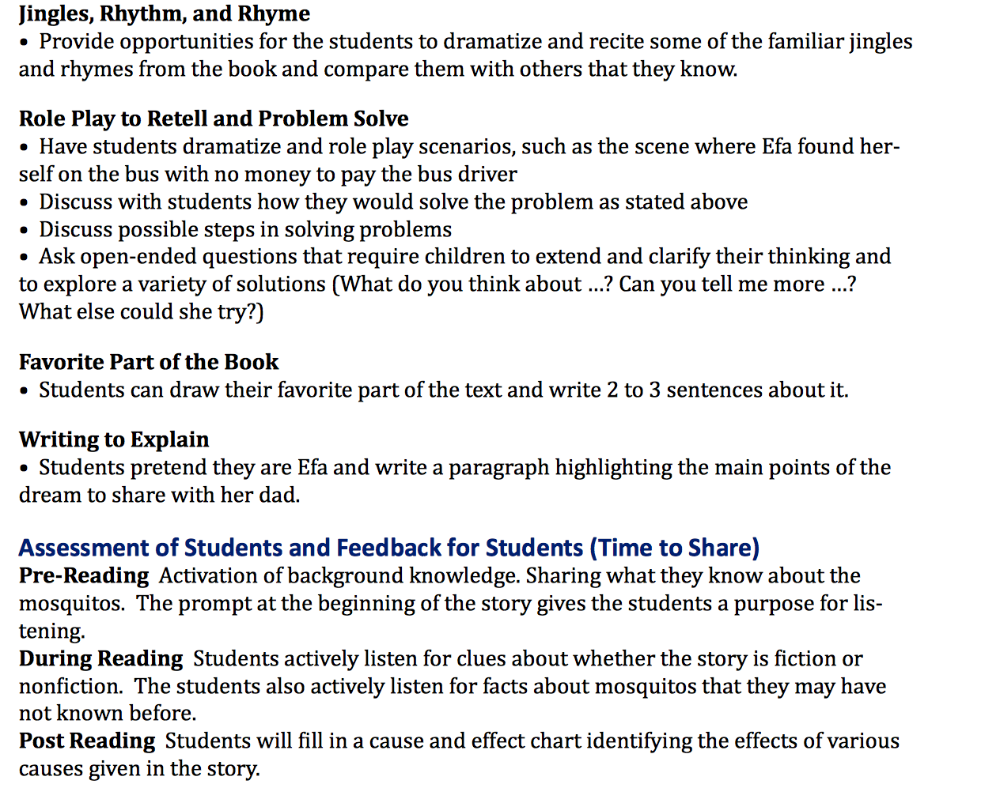 Jingles, Rhythm, and Rhyme
• Provide opportunities for the students to dramatize and recite some of the familiar jingles
and rhymes from the book and compare them with others that they know.
Role Play to Retell and Problem Solve
• Have students dramatize and role play scenarios, such as the scene where Efa found her-
self on the bus with no money to pay the bus driver
• Discuss with students how they would solve the problem as stated above
• Discuss possible steps in solving problems
• Ask open-ended questions that require children to extend and clarify their thinking and
to explore a variety of solutions (What do you think about ...? Can you tell me more ...?
What else could she try?)
Favorite Part of the Book
• Students can draw their favorite part of the text and write 2 to 3 sentences about it.
Writing to Explain
• Students pretend they are Efa and write a paragraph highlighting the main points of the
dream to share with her dad.
Assessment of Students and Feedback for Students (Time to Share)
Pre-Reading  Activation of background knowledge. Sharing what they know about the
mosquitos.  The prompt at the beginning of the story gives the students a purpose for lis-
tening.
During Reading  Students actively listen for clues about whether the story is fiction or
nonfiction.  The students also actively listen for facts about mosquitos that they may have
not known before.
Post Reading  Students will fill in a cause and effect chart identifying the effects of various
causes given in the story.